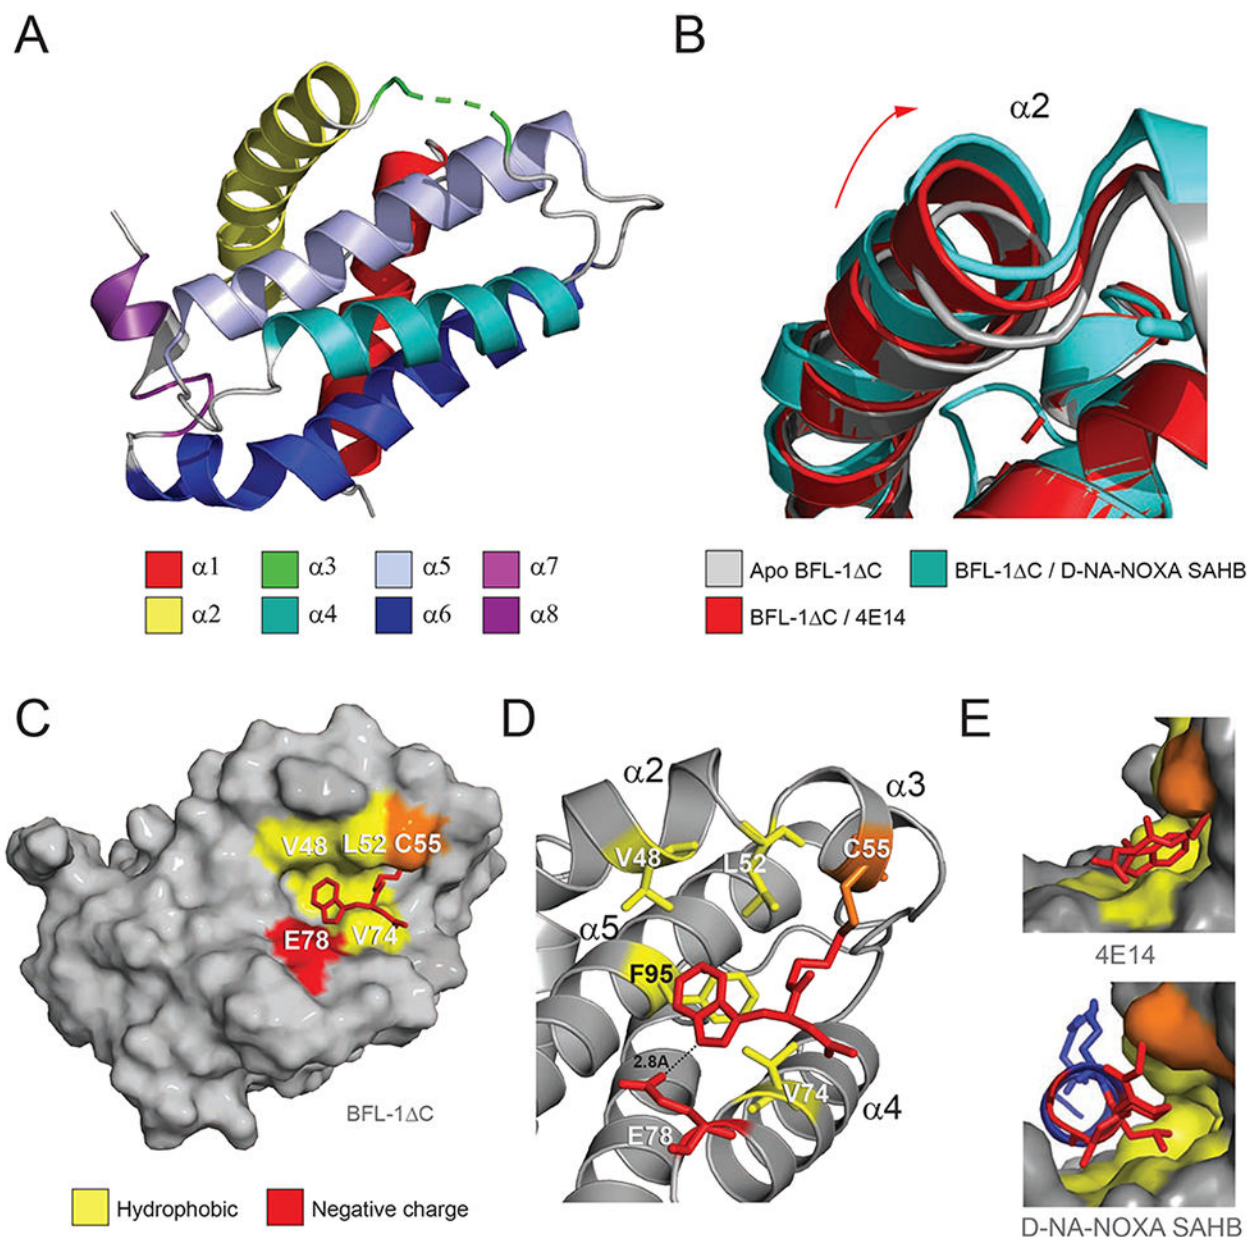 A
B
α2
α1
α3
α5
α7
α2
α4
α6
α8
Apo BFL-1ΔC
BFL-1ΔC / D-NA-NOXA SAHB
BFL-1ΔC / 4E14
C
D
E
V48
L52
C55
E78
V74
BFL-1ΔC
Hydrophobic
Negative charge
α2
α3
V48
L52
C55
α5
F95
2.8A
V74
α4
E78
4E14
D-NA-NOXA SAHB